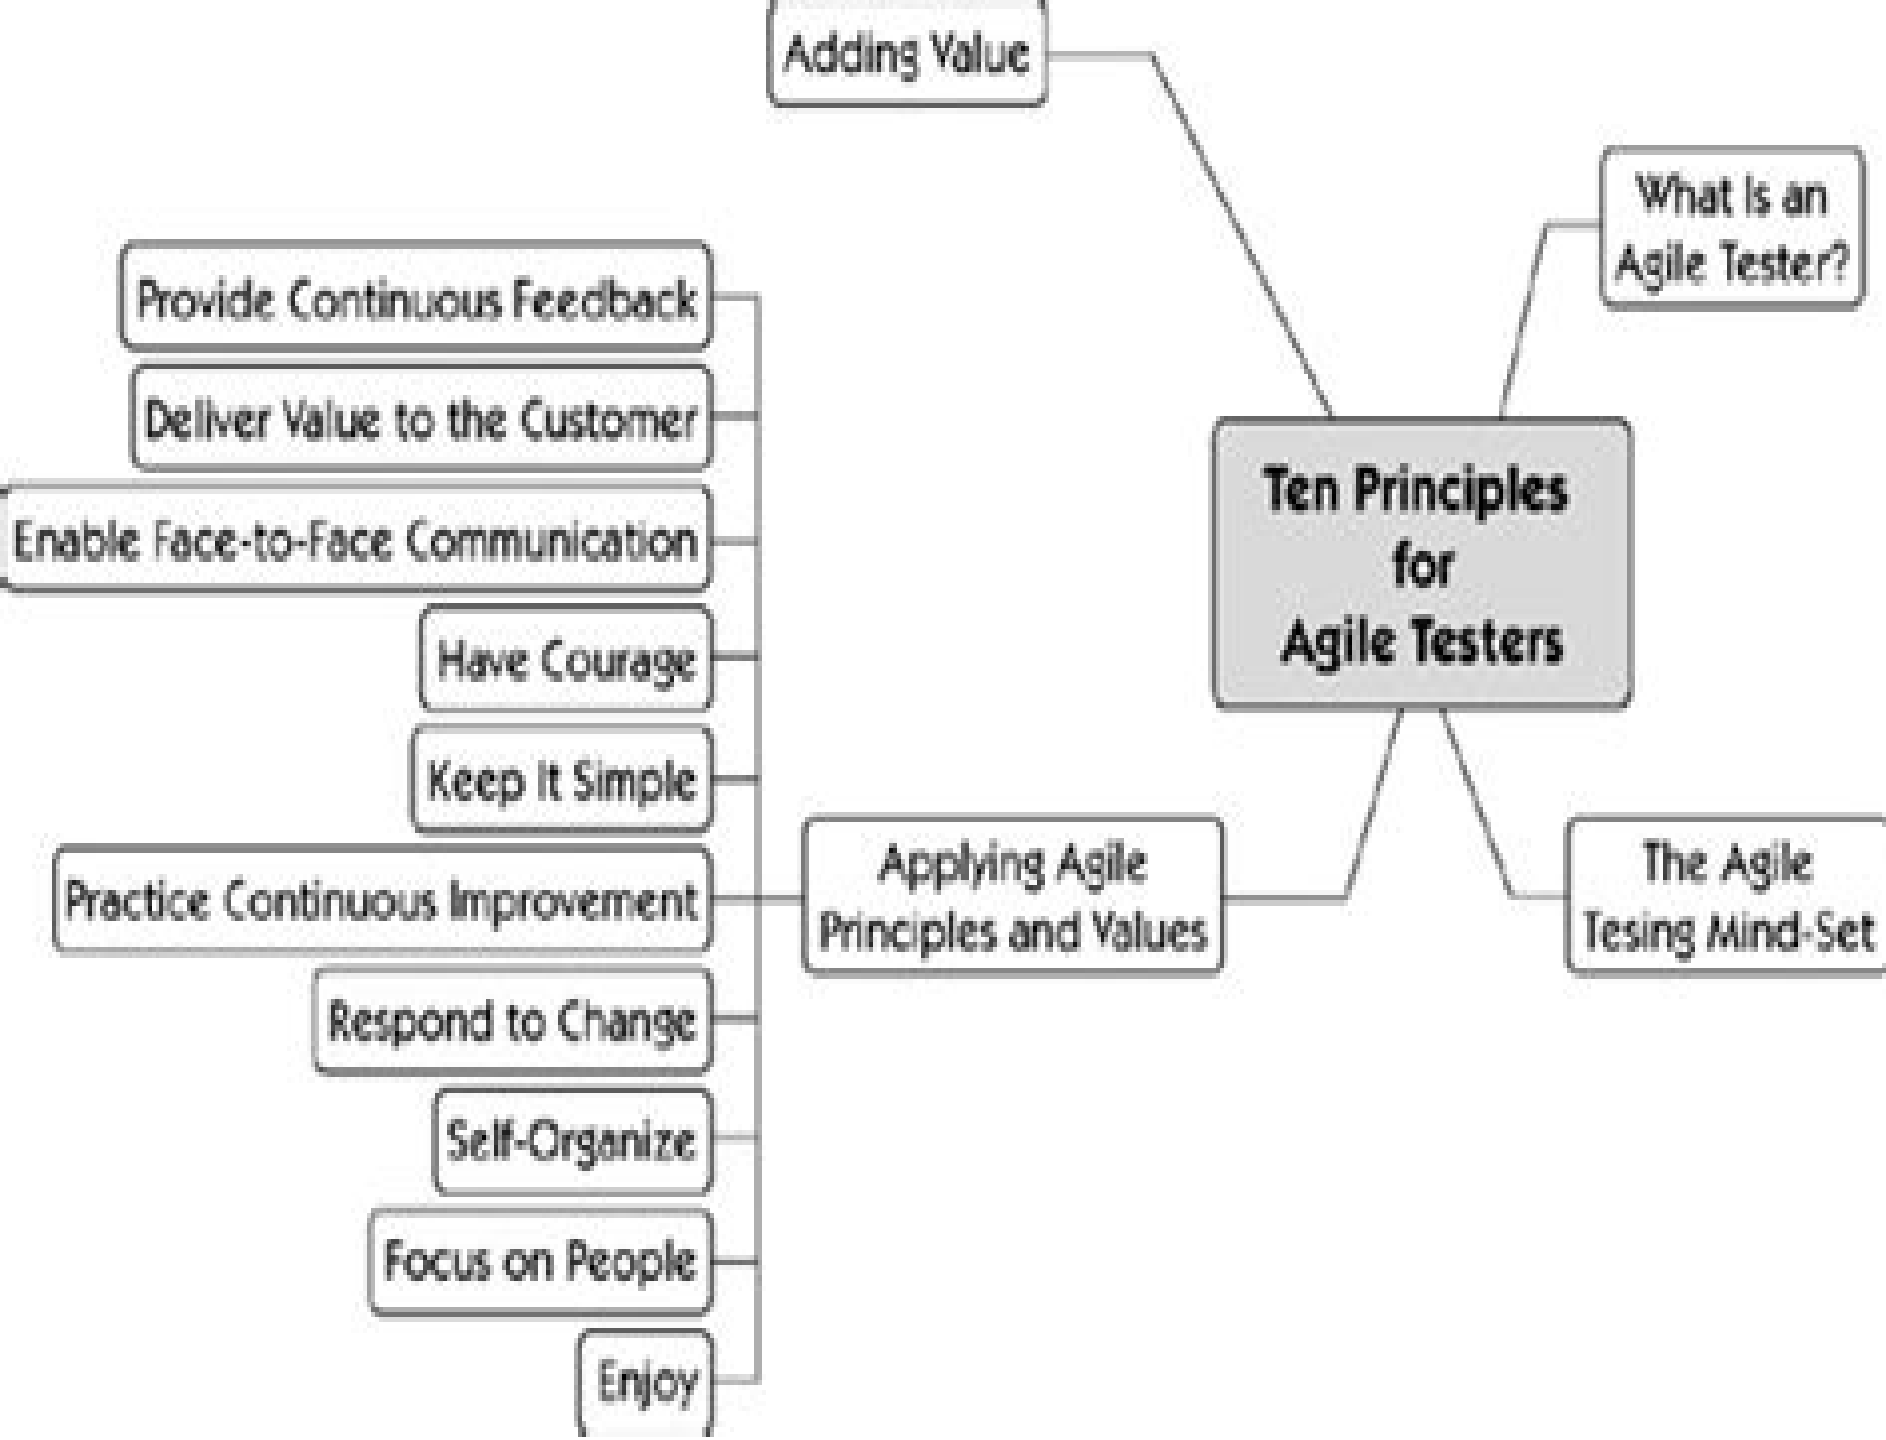 Adding Value
What Is an
Agile Tester?
Provide Continuous Feedback
Deliver Value to the Customer
Enable Face-to-Face Communication
Have Courage
Keep It Simple
Practice Continuous Improvement
Respond to Change
Self-Organize
Focus on People
Enjoy
Ten Principles
for
Agile Testers
Applying Agile
Principles and Values
The Agile
Tesing Mind-Set